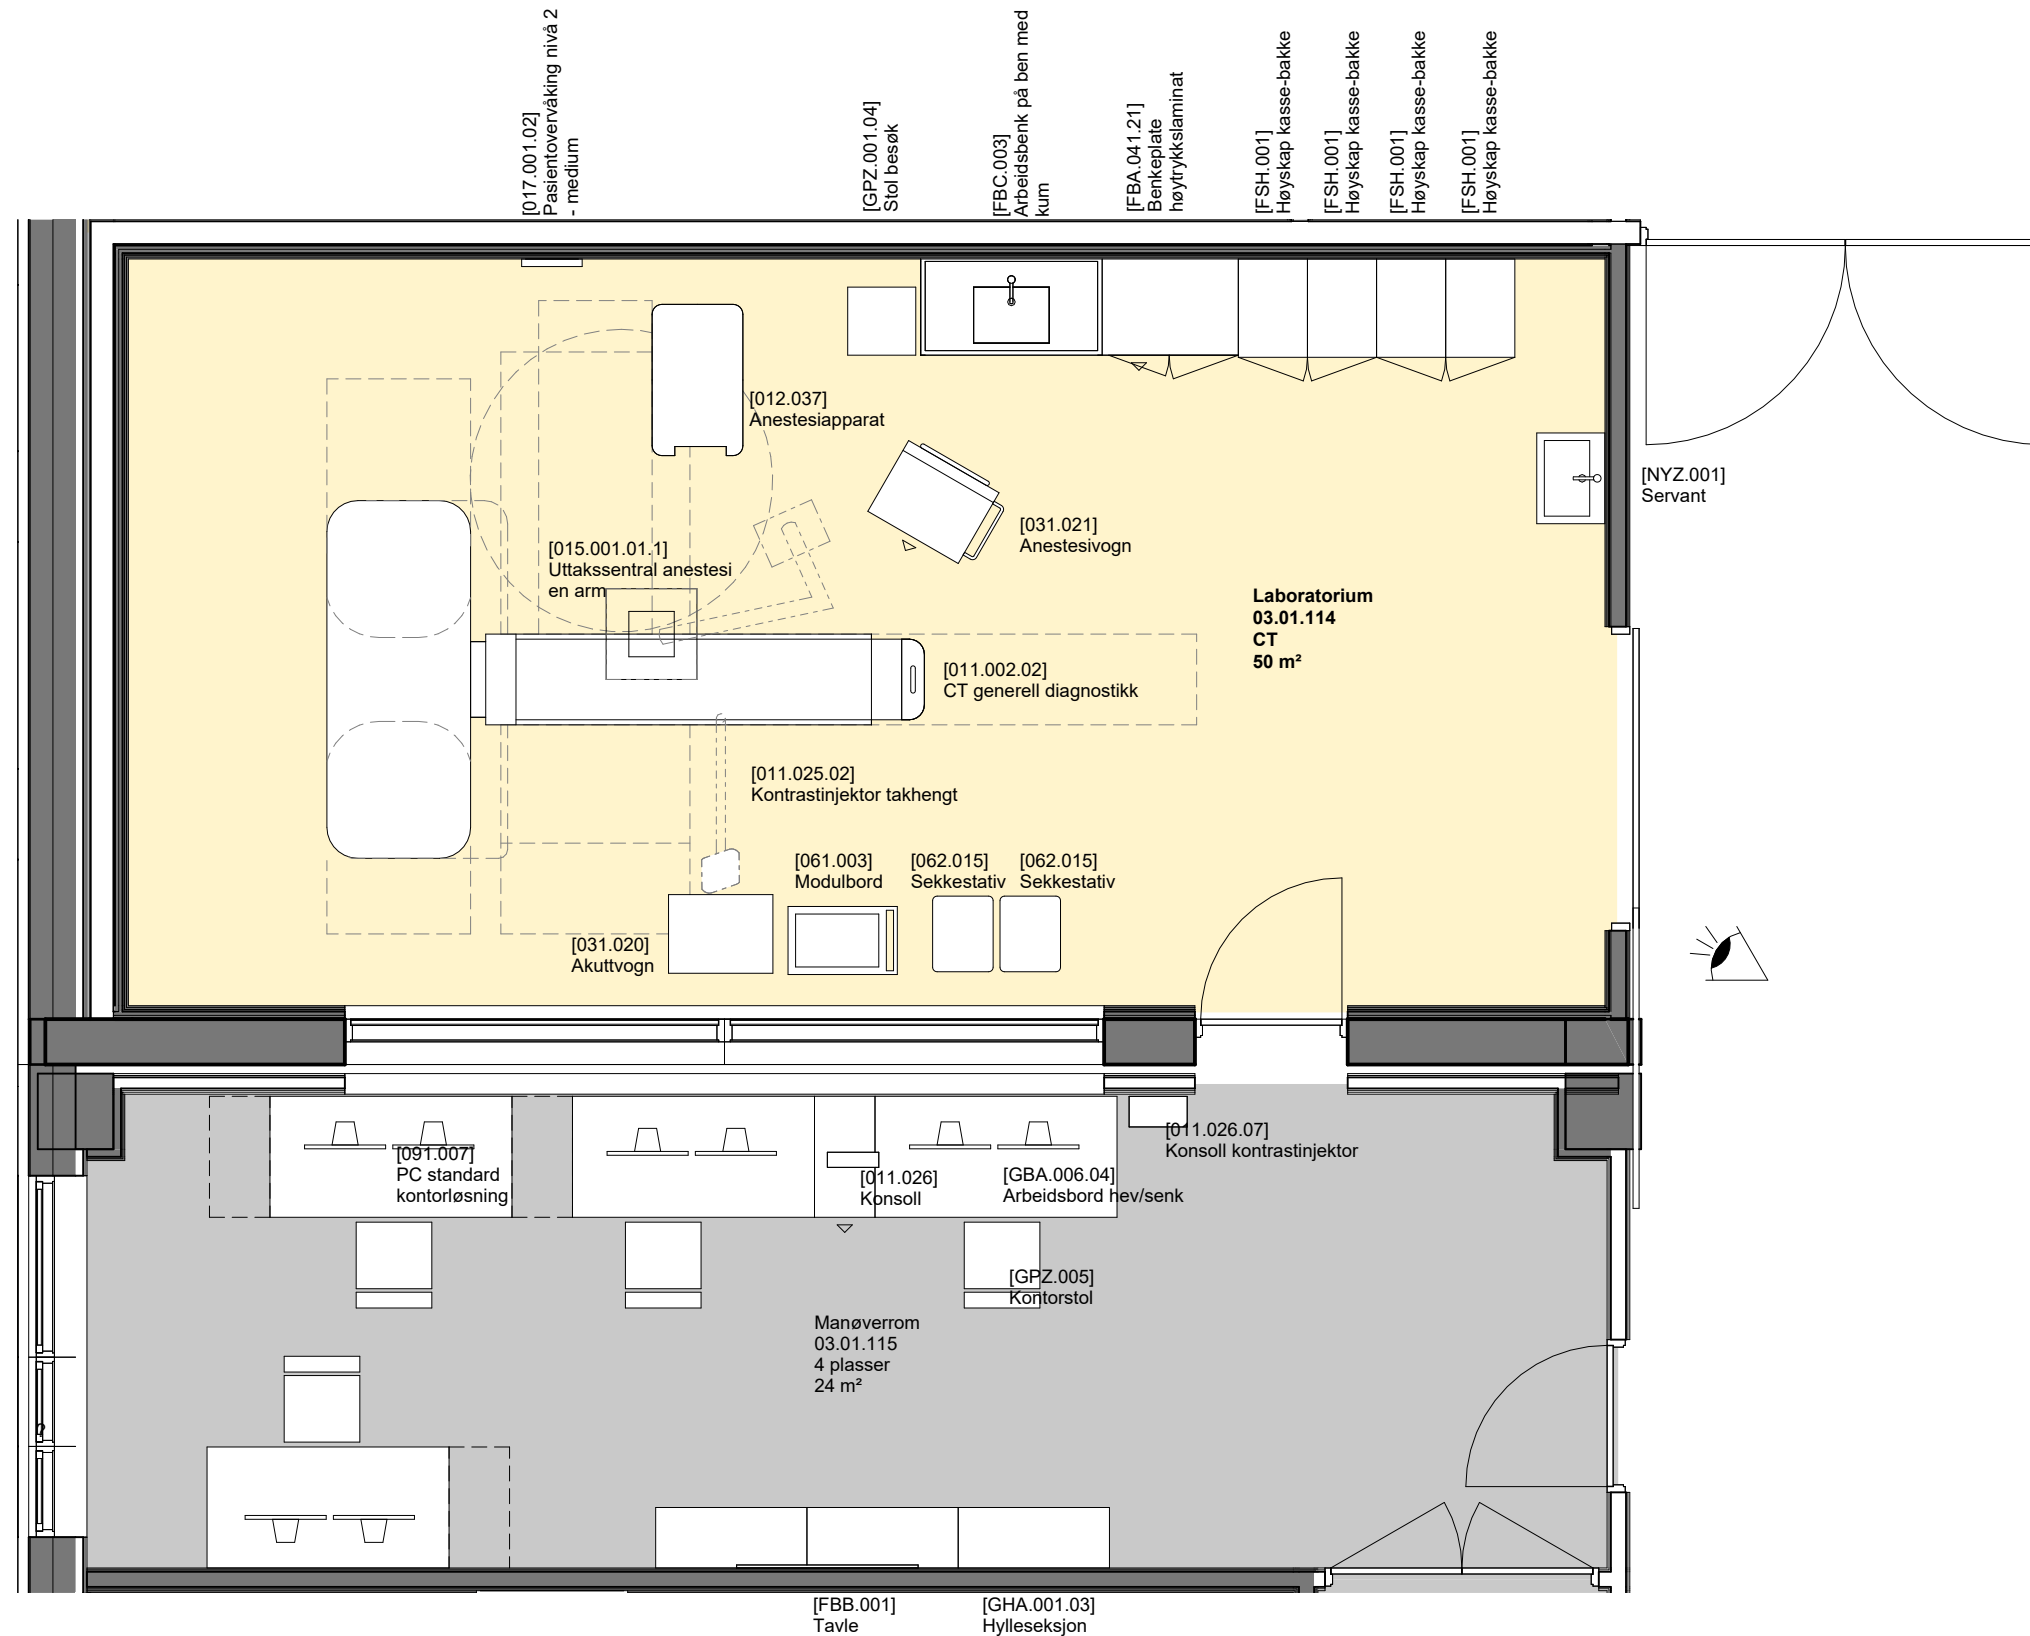 [017.001.02]
Pasientovervåking nivå 2
- medium
[GPZ.001.04]
Stol besøk
[FBC.003]
Arbeidsbenk på ben med
kum
[FBA.041.21]
Benkeplate
høytrykkslaminat
[FSH.001]
Høyskap kasse-bakke
[FSH.001]
Høyskap kasse-bakke
[FSH.001]
Høyskap kasse-bakke
[FSH.001]
Høyskap kasse-bakke
[012.037]
Anestesiapparat
[NYZ.001]
Servant
[031.021]
Anestesivogn
[015.001.01.1]
Uttakssentral anestesi
en arm
Laboratorium
03.01.114
CT
50 m²
[011.002.02]
CT generell diagnostikk
[011.025.02]
Kontrastinjektor takhengt
[061.003]
Modulbord
[062.015]
Sekkestativ
[062.015]
Sekkestativ
[031.020]
Akuttvogn
[011.026.07]
Konsoll kontrastinjektor
[091.007]
PC standard
kontorløsning
[011.026]
Konsoll
[GBA.006.04]
Arbeidsbord hev/senk
[GPZ.005]
Kontorstol
Manøverrom
03.01.115
4 plasser
24 m²
[FBB.001]
Tavle
[GHA.001.03]
Hylleseksjon